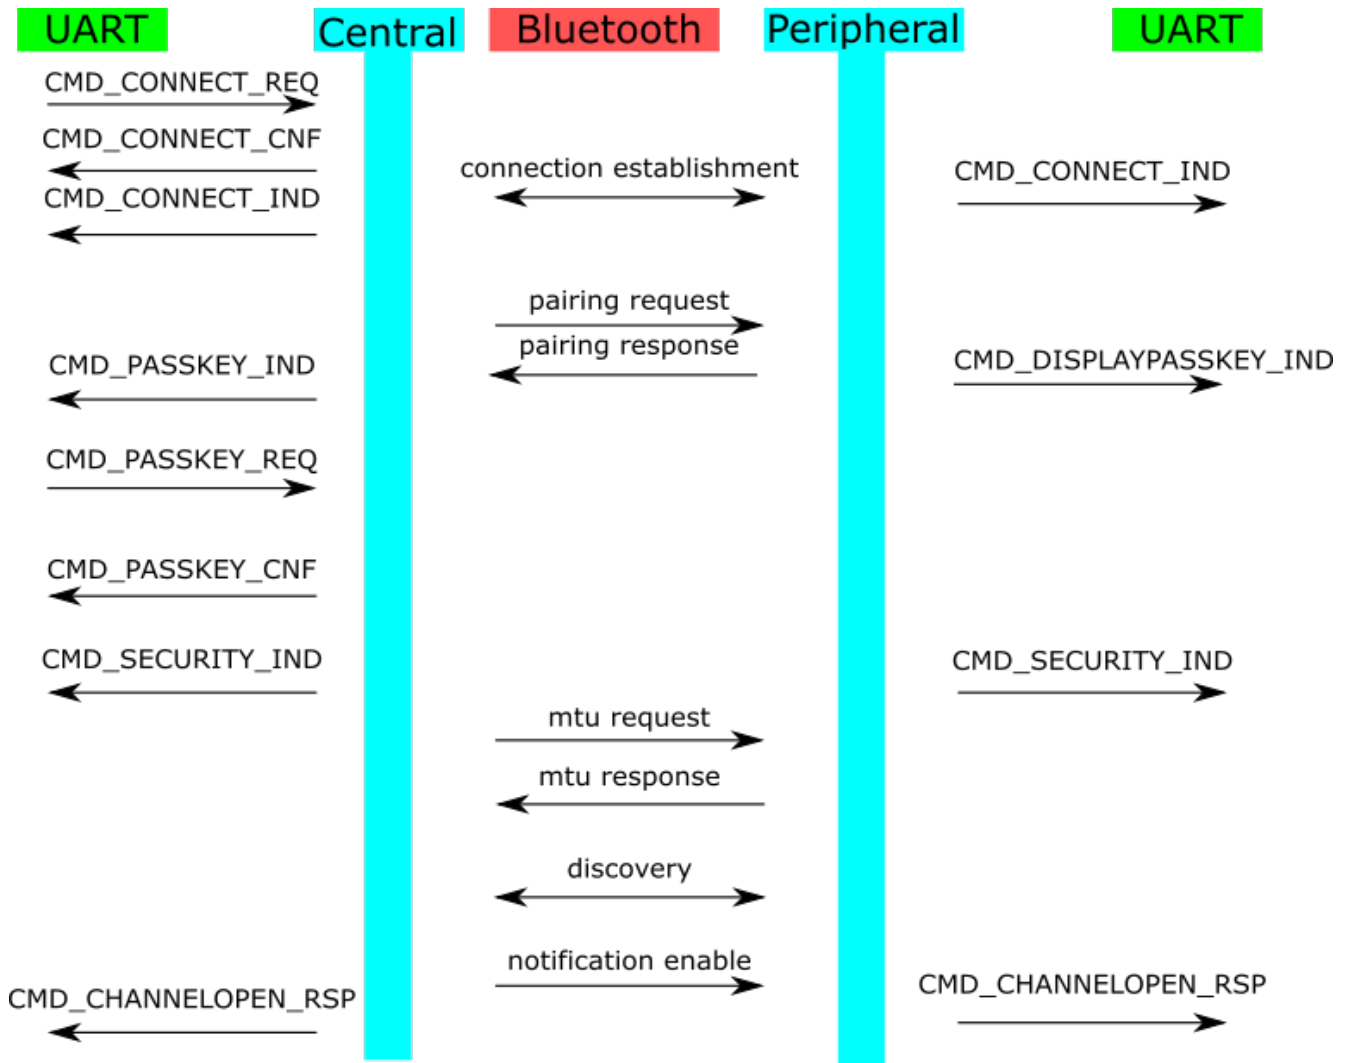 UART
Central
Bluetooth
Peripheral
UART
CMD_CONNECT_REQ
CMD_CONNECT_CNF
connection establishment
CMD_CONNECT_IND
CMD_CONNECT_IND
pairing request
pairing response
CMD_PASSKEY_IND
CMD_DISPLAYPASSKEY_IND
CMD_PASSKEY_REQ
CMD_PASSKEY_CNF
CMD_SECURITY_IND
CMD_SECURITY_IND
mtu request
mtu response
discovery
notification enable
CMD_CHANNELOPEN_RSP
CMD_CHANNELOPEN_RSP